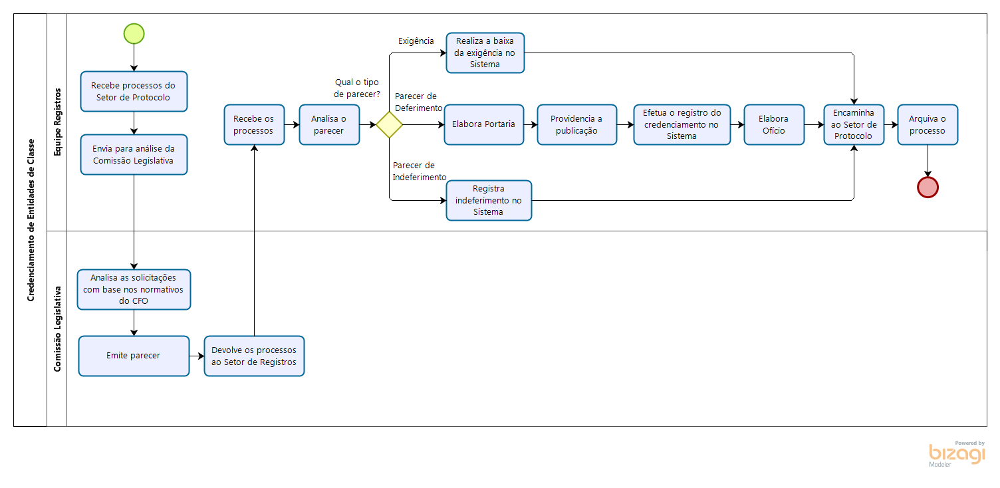 Credenciamento de Entidades de Classe
Equipe Registros
Recebe processos do
Setor de Protocolo
Envia para análise da
Comissão Legislativa
Recebe os
processos
Analisa o
parecer
Qual o tipo
de parecer?
Exigência
Realiza a baixa
da exigência no
Sistema
Parecer de
Deferimento
Elabora Portaria
Providencia a
publicação
Efetua o registro do
credenciamento no
Sistema
Elabora
Ofício
Encaminha
ao Setor de
Protocolo
Arquiva o
processo
Parecer de
Indeferimento
Registra
indeferimento no
Sistema
Comissão Legislativa
Analisa as solicitações
com base nos normativos
do CFO
Emite parecer
Devolve os processos
ao Setor de Registros
Powered by
bizagi
Modeler